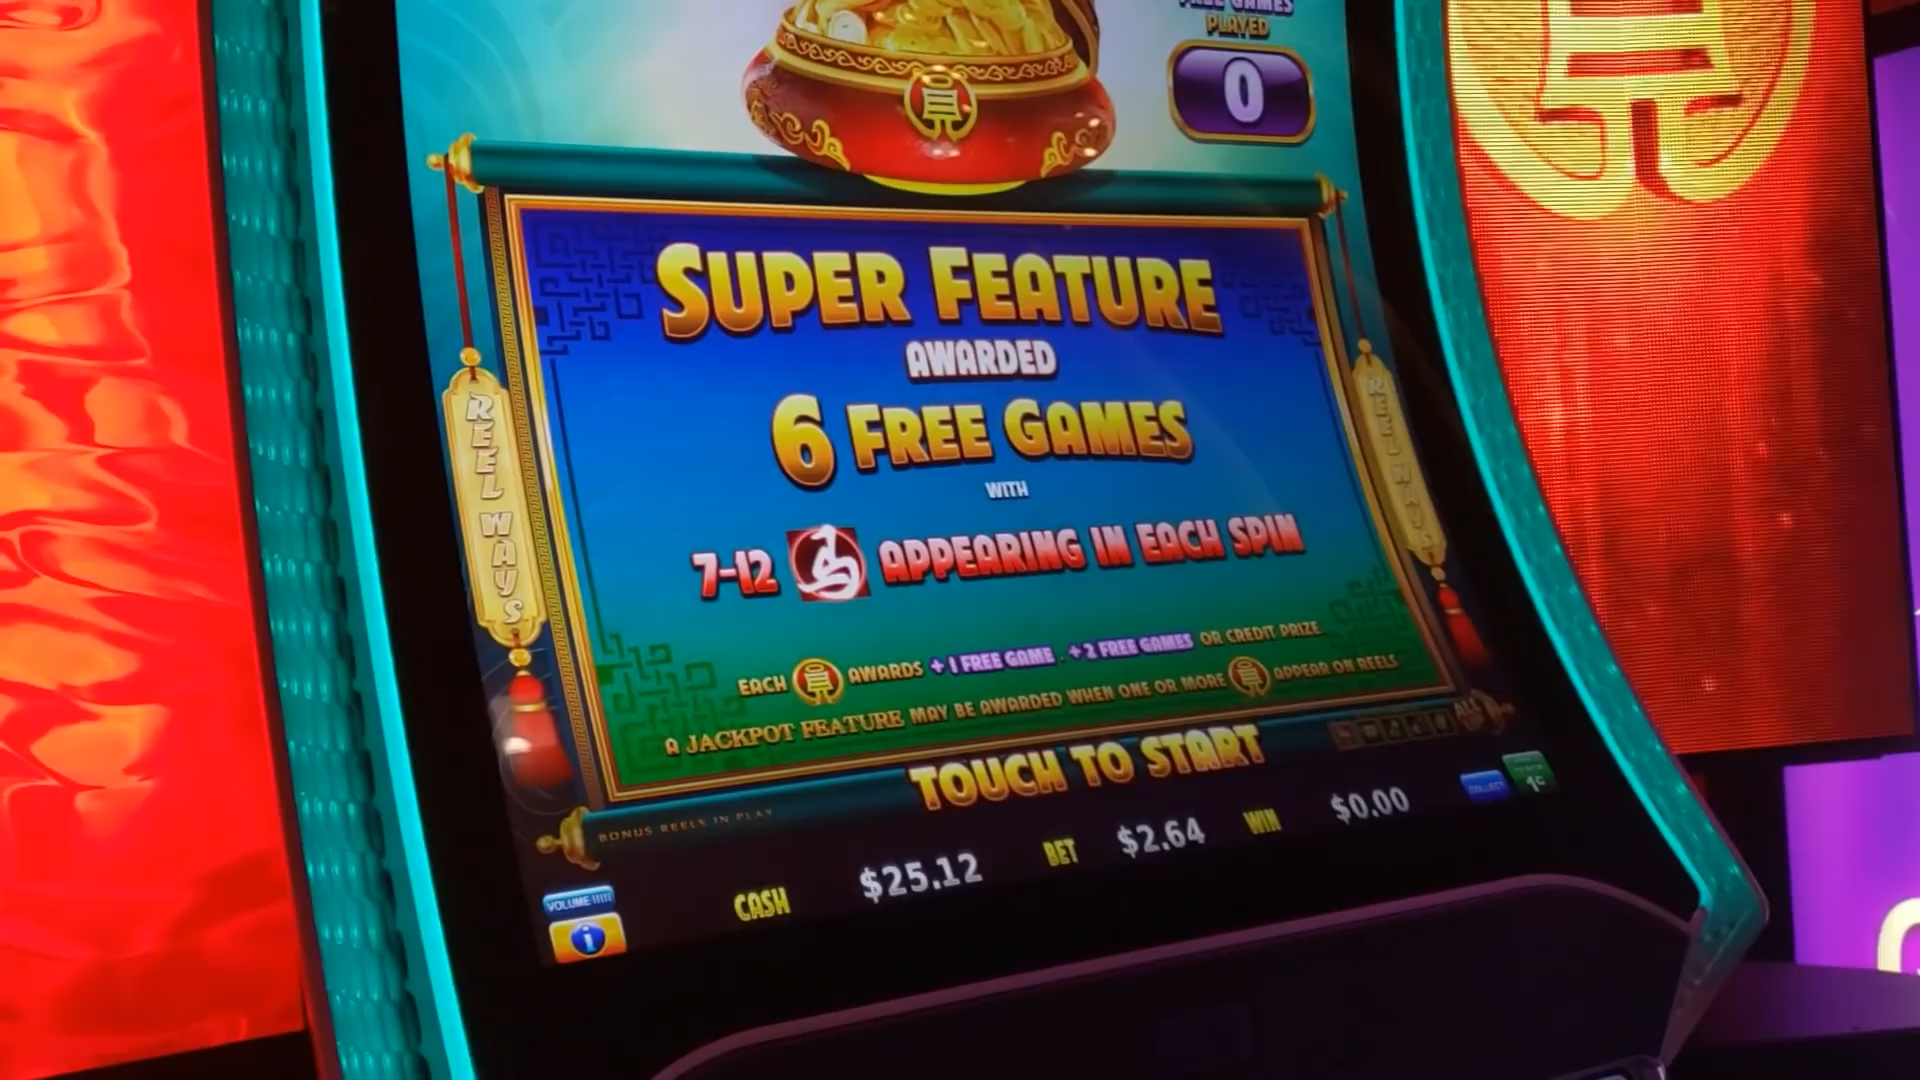 FREE GAMES
PLAYED
0
SUPER FEATURE
AWARDED
6 FREE GAMES
WITH
7-12 APPEARING IN EACH SPIN
EACH AWARDS +1 FREE GAME, +2 FREE GAMES OR CREDIT PRIZE.
A JACKPOT FEATURE MAY BE AWARDED WHEN ONE OR MORE APPEAR ON REELS
REEL WAYS
REEL WAYS
TOUCH TO START
ALL
BONUS REELS IN PLAY
CASH $25.12 BET $2.64 WIN $0.00
COLLECT
1¢
VOLUME
i